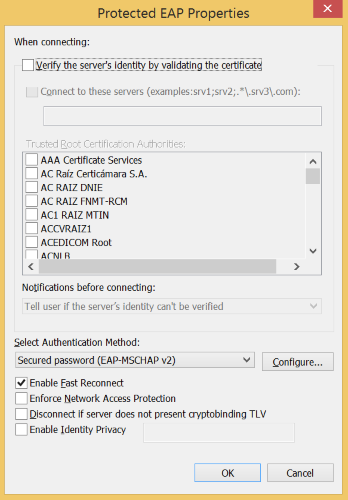 Protected EAP Properties
When connecting:
Verify the server's identity by validating the certificate
Connect to these servers (examples:srv1;srv2;.*\.srv3\.com):
Trusted Root Certification Authorities:
AAA Certificate Services
AC Raíz Certicámara S.A.
AC RAIZ DNIE
AC RAIZ FNMT-RCM
AC1 RAIZ MTIN
ACCVRAIZ1
ACEDICOM Root
ACNLB
Notifications before connecting:
Tell user if the server's identity can't be verified
Select Authentication Method:
Secured password (EAP-MSCHAP v2)
Configure...
Enable Fast Reconnect
Enforce Network Access Protection
Disconnect if server does not present cryptobinding TLV
Enable Identity Privacy
OK
Cancel